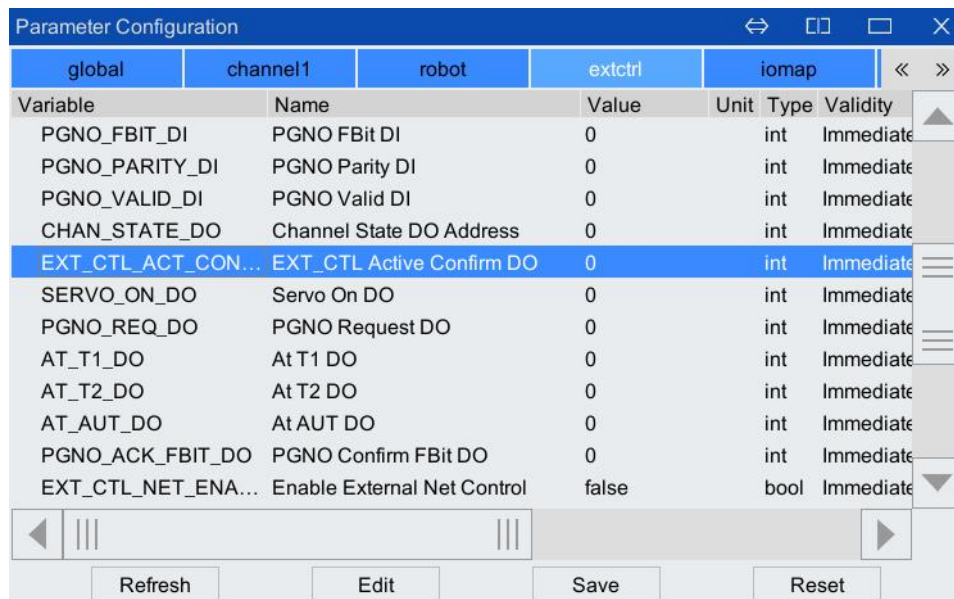 Parameter Configuration
global channel1 robot extctrl iomap
Variable Name Value Unit Type Validity
PGNO_FBIT_DI PGNO FBit DI 0 int Immediate
PGNO_PARITY_DI PGNO Parity DI 0 int Immediate
PGNO_VALID_DI PGNO Valid DI 0 int Immediate
CHAN_STATE_DO Channel State DO Address 0 int Immediate
EXT_CTL_ACT_CON... EXT_CTL Active Confirm DO 0 int Immediate
SERVO_ON_DO Servo On DO 0 int Immediate
PGNO_REQ_DO PGNO Request DO 0 int Immediate
AT_T1_DO At T1 DO 0 int Immediate
AT_T2_DO At T2 DO 0 int Immediate
AT_AUT_DO At AUT DO 0 int Immediate
PGNO_ACK_FBIT_DO PGNO Confirm FBit DO 0 int Immediate
EXT_CTL_NET_ENA... Enable External Net Control false bool Immediate
Refresh Edit Save Reset